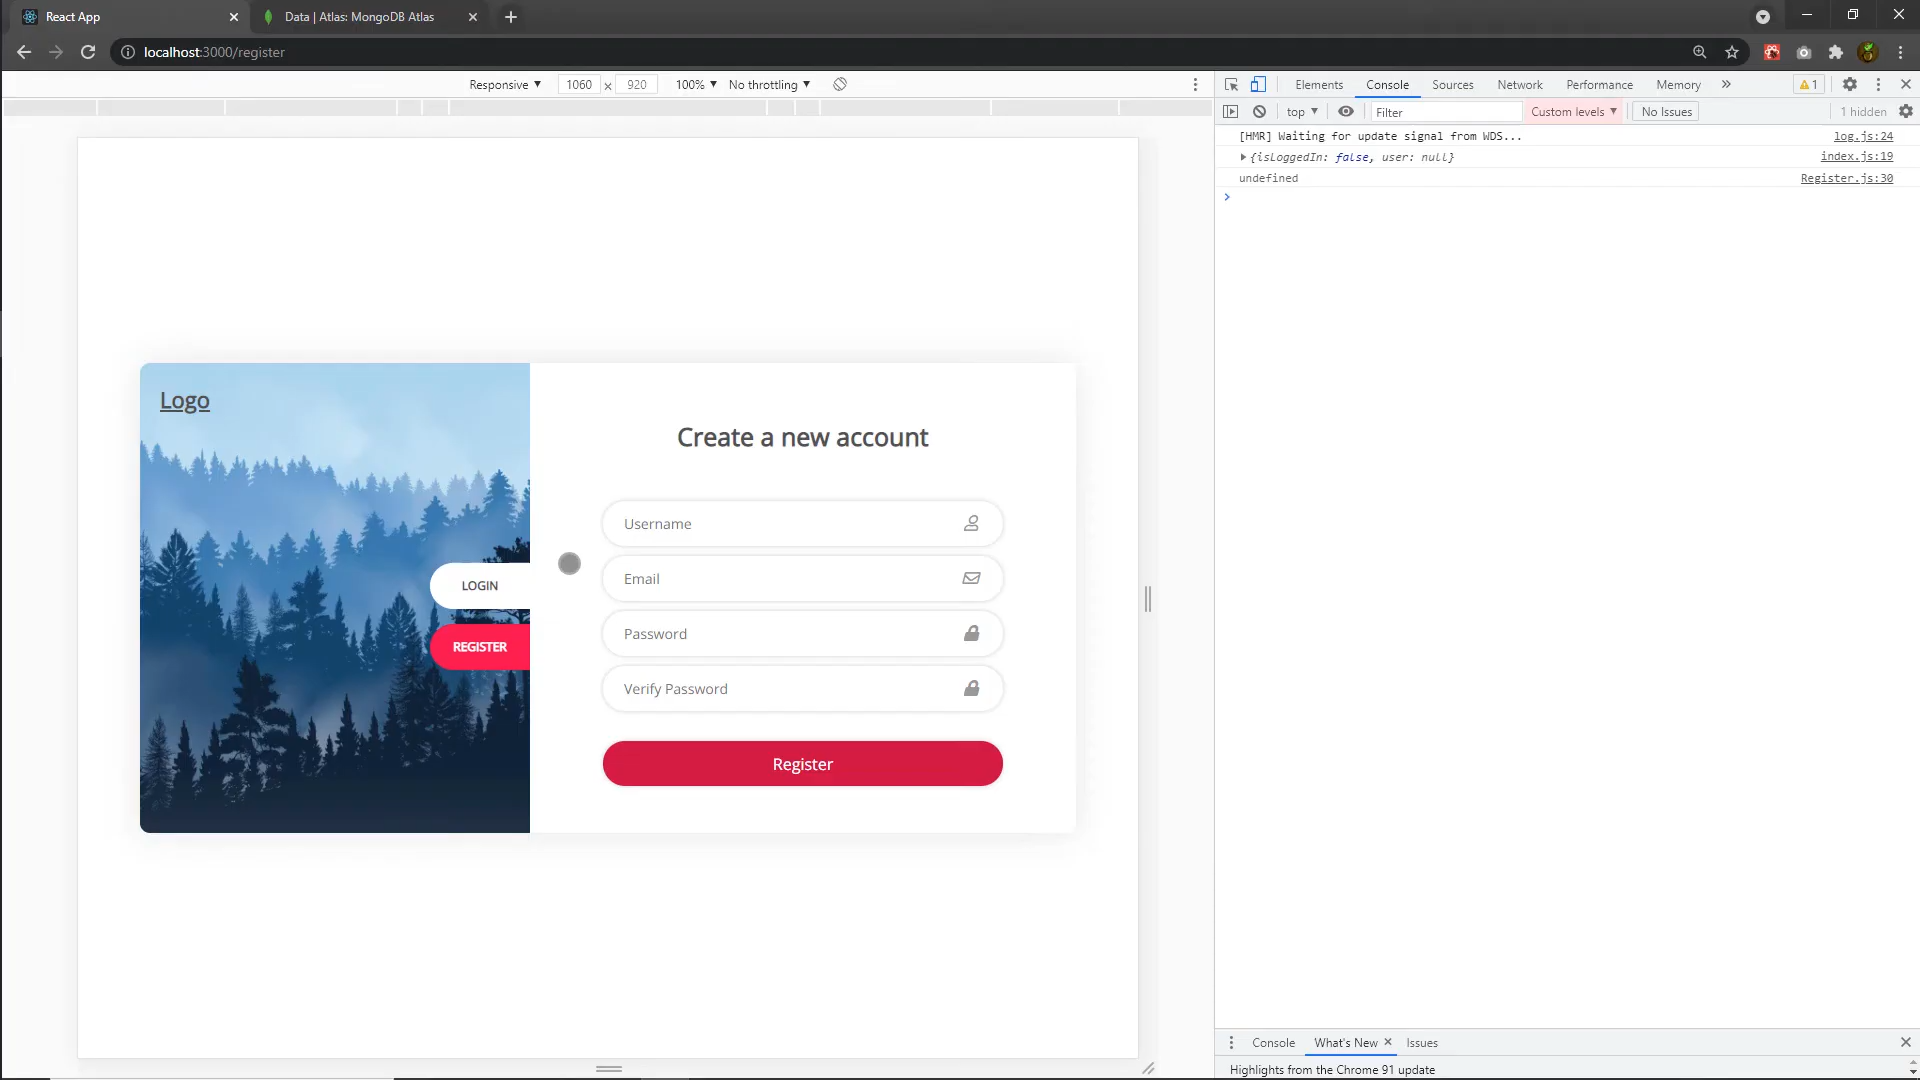 React App
Data | Atlas: MongoDB Atlas
localhost:3000/register
Responsive
1060 x 920
100%
No throttling
Elements
Console
Sources
Network
Performance
Memory
1
top
Filter
Custom levels
No Issues
1 hidden
[HMR] Waiting for update signal from WDS...
log.js:24
{isLoggedIn: false, user: null}
index.js:19
undefined
Register.js:30
Logo
LOGIN
REGISTER
Create a new account
Username
Email
Password
Verify Password
Register
Console
What's New
Issues
Highlights from the Chrome 91 update